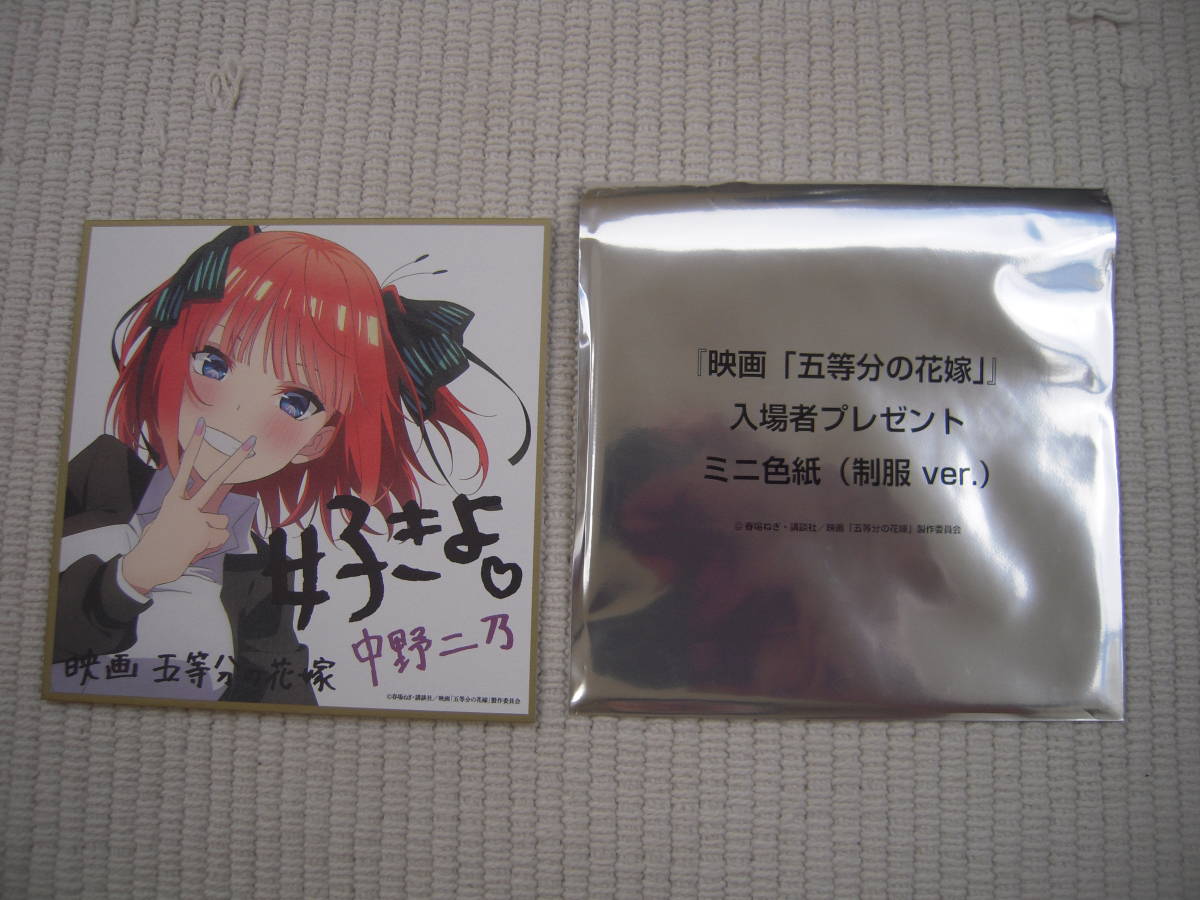 好きよ。♡
中野二乃
映画 五等分の花嫁
©春場ねぎ・講談社／映画「五等分の花嫁」製作委員会
『映画「五等分の花嫁」』
入場者プレゼント
ミニ色紙（制服 ver.）
©春場ねぎ・講談社／映画「五等分の花嫁」製作委員会